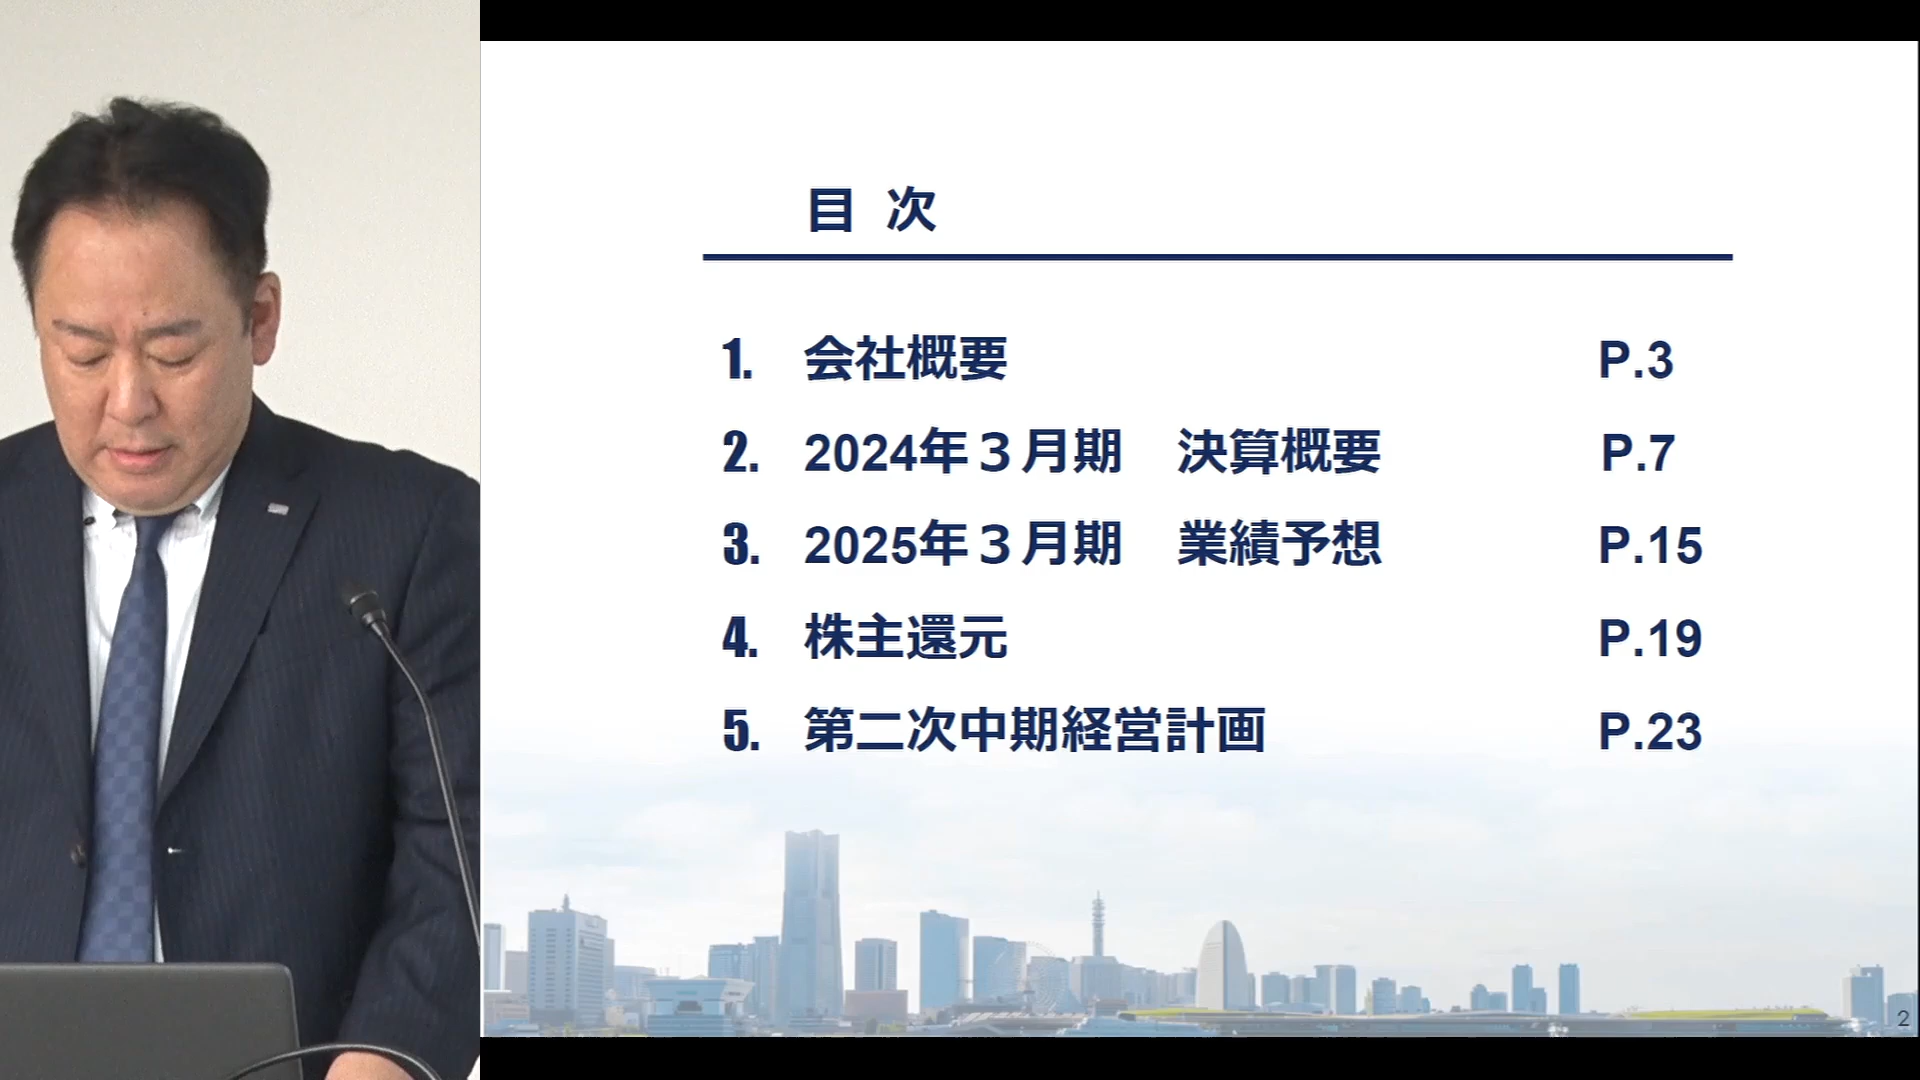 目 次
1. 会社概要 P.3
2. 2024年３月期　決算概要 P.7
3. 2025年３月期　業績予想 P.15
4. 株主還元 P.19
5. 第二次中期経営計画 P.23
2